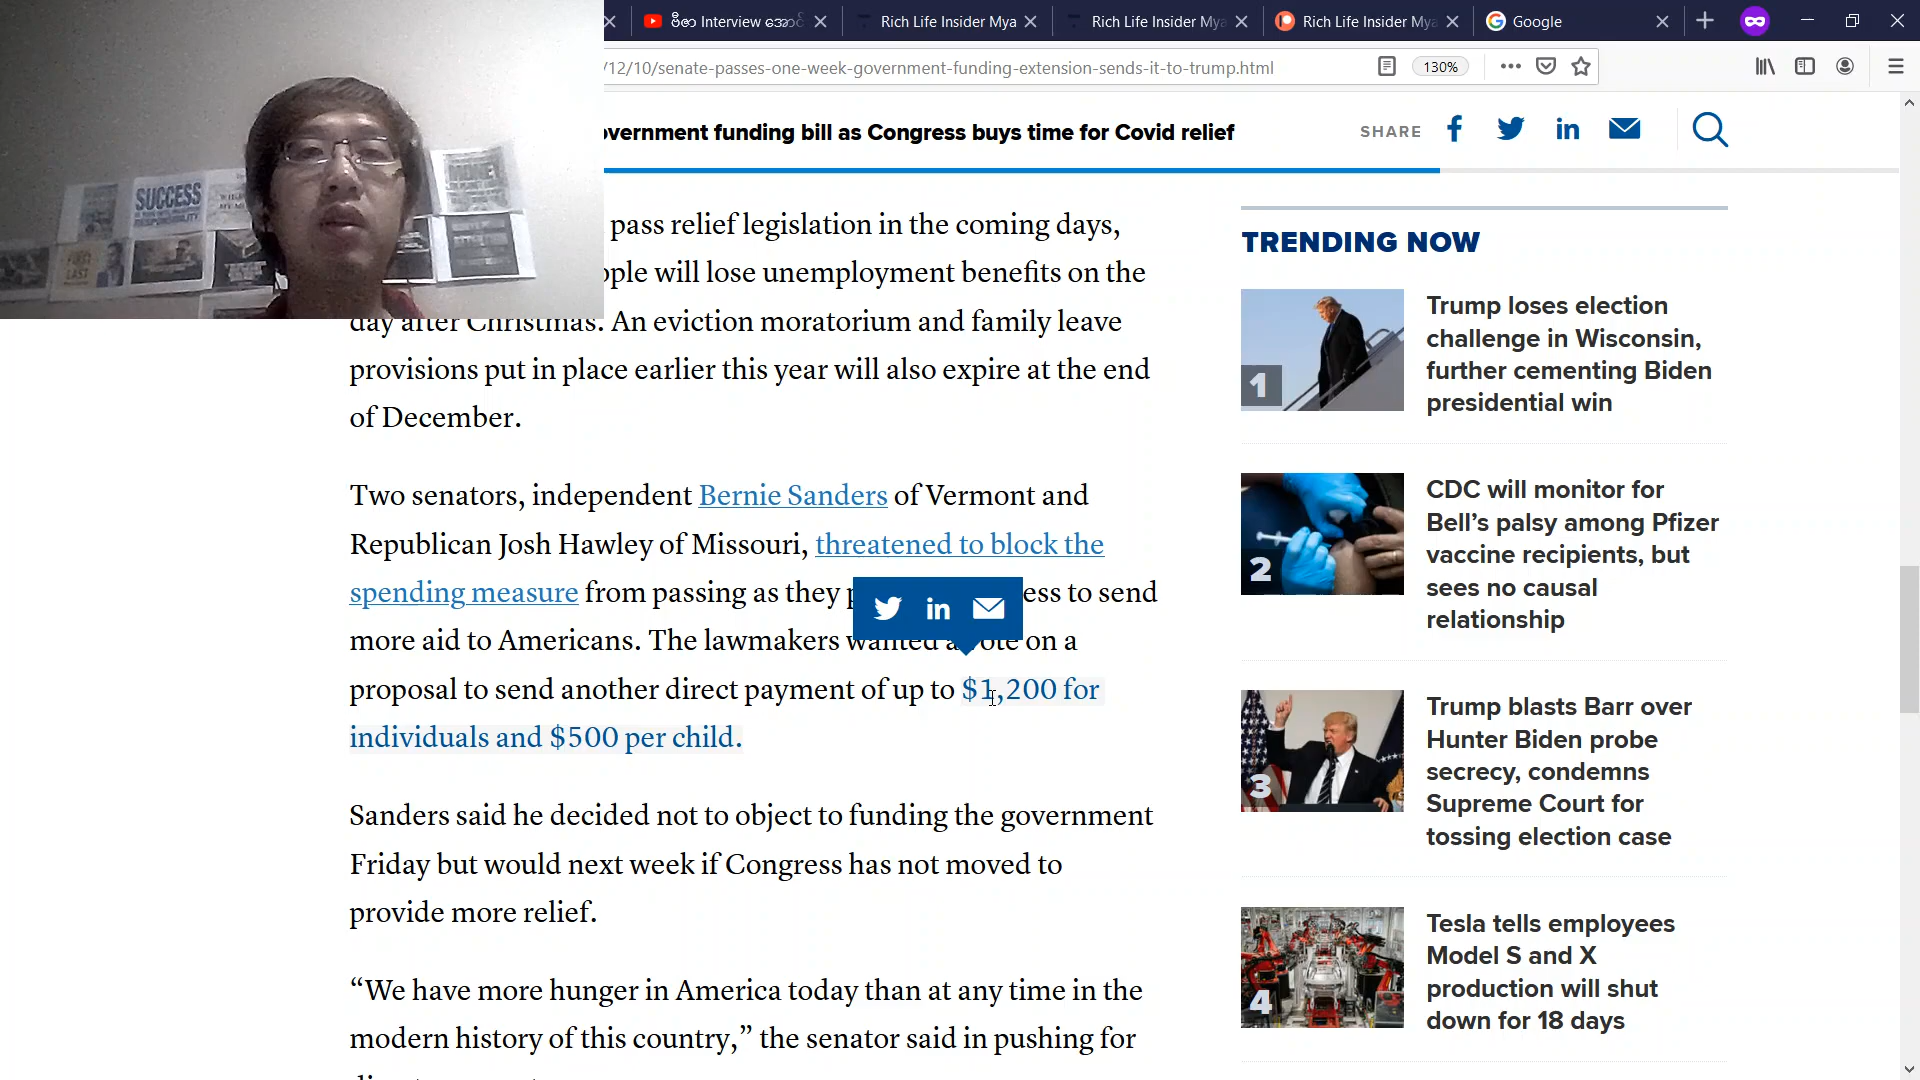 ဗီဇာ Interview အောင်
Rich Life Insider Mya
Rich Life Insider Mya
Rich Life Insider Mya
Google
/12/10/senate-passes-one-week-government-funding-extension-sends-it-to-trump.html
130%
overnment funding bill as Congress buys time for Covid relief
SHARE
SUCCESS
FIRST
LAST
pass relief legislation in the coming days,
ople will lose unemployment benefits on the
day after Christmas. An eviction moratorium and family leave
provisions put in place earlier this year will also expire at the end
of December.
Two senators, independent Bernie Sanders of Vermont and
Republican Josh Hawley of Missouri, threatened to block the
spending measure from passing as they p ess to send
more aid to Americans. The lawmakers wanted a vote on a
proposal to send another direct payment of up to $1,200 for
individuals and $500 per child.
Sanders said he decided not to object to funding the government
Friday but would next week if Congress has not moved to
provide more relief.
“We have more hunger in America today than at any time in the
modern history of this country,” the senator said in pushing for
TRENDING NOW
1
Trump loses election
challenge in Wisconsin,
further cementing Biden
presidential win
2
CDC will monitor for
Bell’s palsy among Pfizer
vaccine recipients, but
sees no causal
relationship
3
Trump blasts Barr over
Hunter Biden probe
secrecy, condemns
Supreme Court for
tossing election case
4
Tesla tells employees
Model S and X
production will shut
down for 18 days